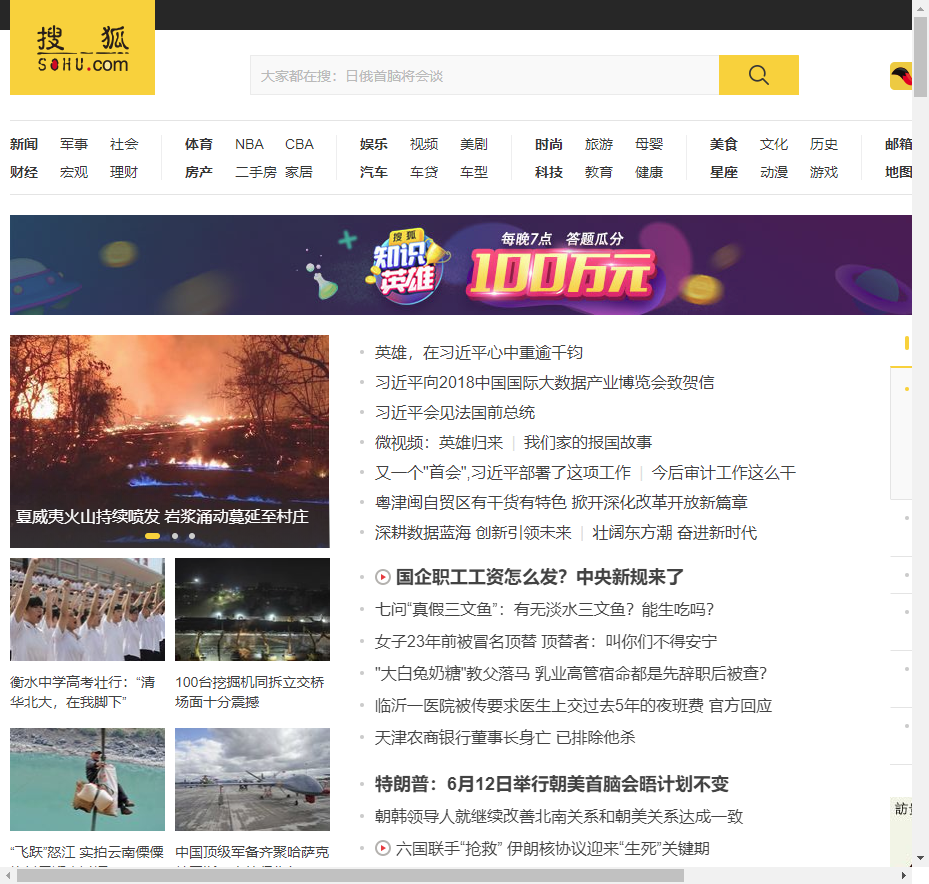 搜 狐
SOHU.com
大家都在搜：日俄首脑将会谈
新闻 军事 社会 体育 NBA CBA 娱乐 视频 美剧 时尚 旅游 母婴 美食 文化 历史 邮箱
财经 宏观 理财 房产 二手房 家居 汽车 车贷 车型 科技 教育 健康 星座 动漫 游戏 地图
搜狐
知识
英雄
每晚7点 答题瓜分
100万元
夏威夷火山持续喷发 岩浆涌动蔓延至村庄
衡水中学高考壮行：“清
华北大，在我脚下”
100台挖掘机同拆立交桥
场面十分震撼
“飞跃”怒江 实拍云南傈僳
中国顶级军备齐聚哈萨克
英雄，在习近平心中重逾千钧
习近平向2018中国国际大数据产业博览会致贺信
习近平会见法国前总统
微视频：英雄归来 | 我们家的报国故事
又一个"首会",习近平部署了这项工作 | 今后审计工作这么干
粤津闽自贸区有干货有特色 掀开深化改革开放新篇章
深耕数据蓝海 创新引领未来 | 壮阔东方潮 奋进新时代
国企职工工资怎么发？中央新规来了
七问“真假三文鱼”：有无淡水三文鱼？能生吃吗？
女子23年前被冒名顶替 顶替者：叫你们不得安宁
"大白兔奶糖"教父落马 乳业高管宿命都是先辞职后被查?
临沂一医院被传要求医生上交过去5年的夜班费 官方回应
天津农商银行董事长身亡 已排除他杀
特朗普：6月12日举行朝美首脑会晤计划不变
朝韩领导人就继续改善北南关系和朝美关系达成一致
六国联手“抢救” 伊朗核协议迎来“生死”关键期
訪